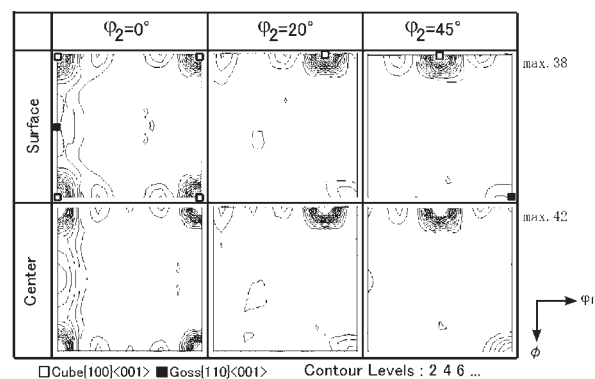 φ₂=0° φ₂=20° φ₂=45°
Surface
max. 38
Center
max. 42
φ₁
ϕ
□Cube{100}<001> ■Goss{110}<001> Contour Levels : 2 4 6 ...